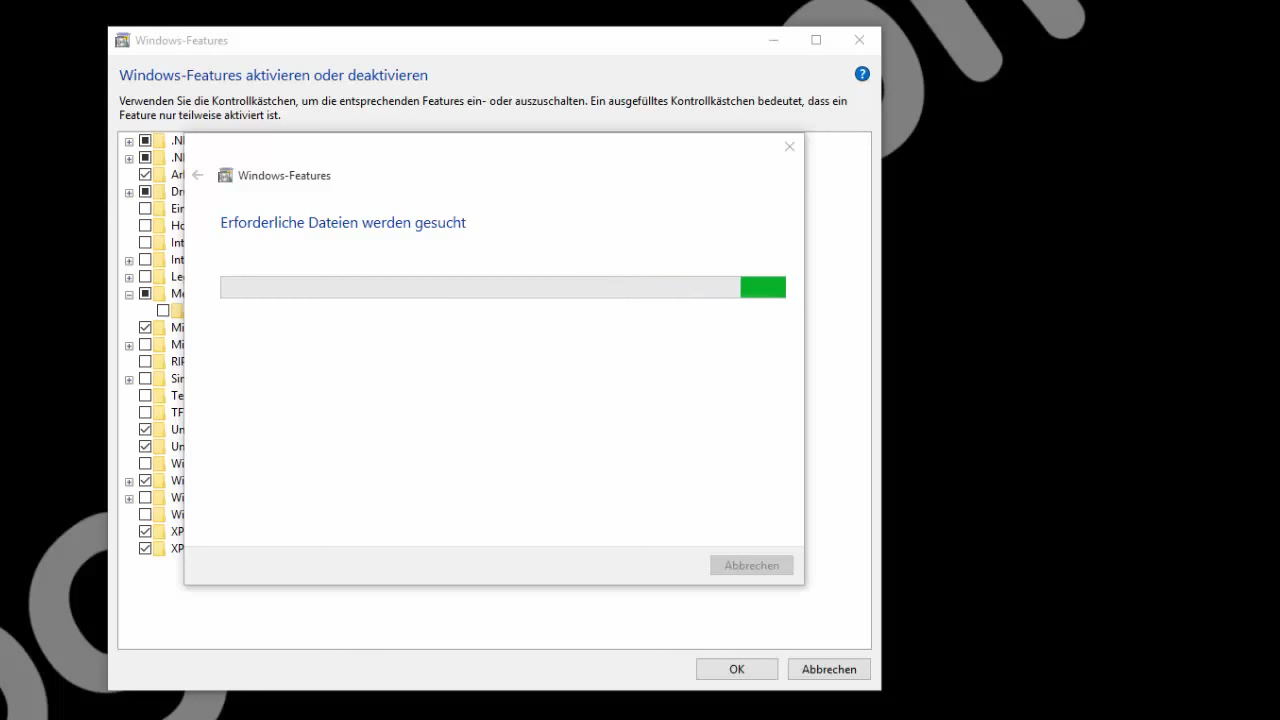 Windows-Features
Windows-Features aktivieren oder deaktivieren
?
Verwenden Sie die Kontrollkästchen, um die entsprechenden Features ein- oder auszuschalten. Ein ausgefülltes Kontrollkästchen bedeutet, dass ein
Feature nur teilweise aktiviert ist.
Windows-Features
Erforderliche Dateien werden gesucht
Abbrechen
OK
Abbrechen